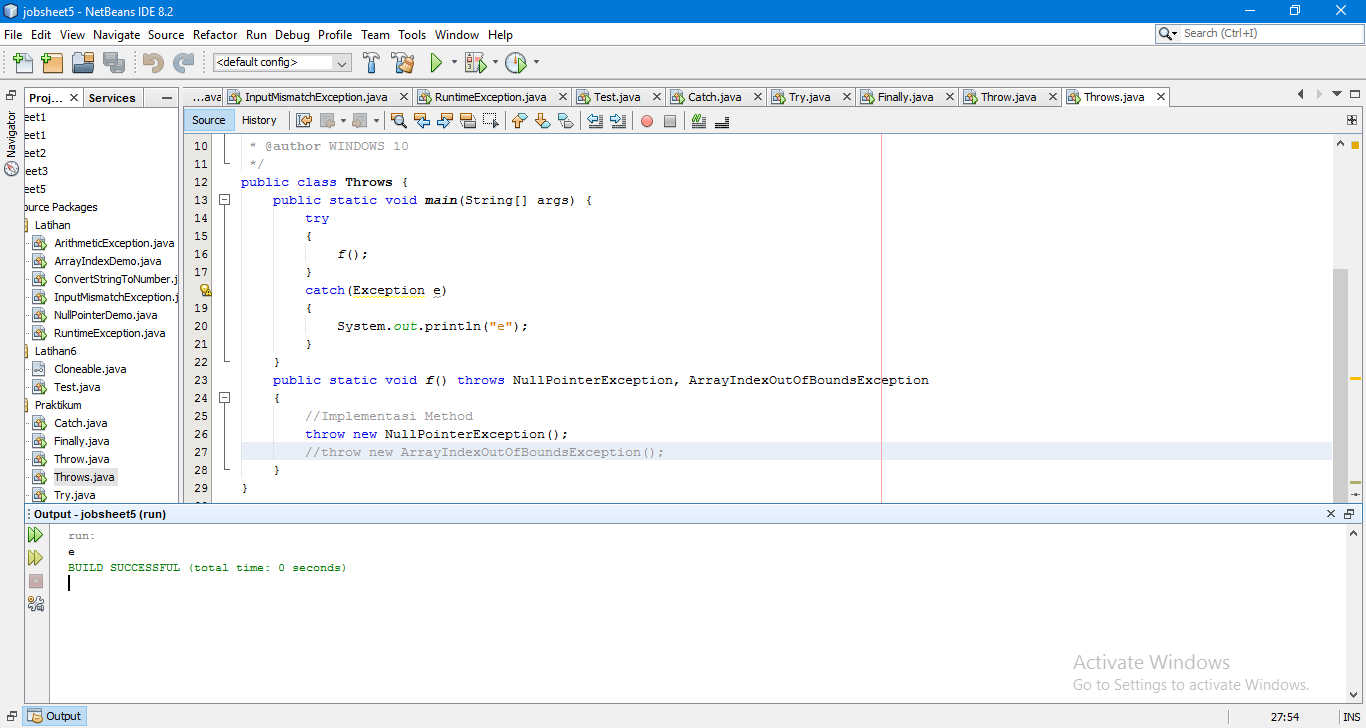 jobsheet5 - NetBeans IDE 8.2
File Edit View Navigate Source Refactor Run Debug Profile Team Tools Window Help
Search (Ctrl+I)
<default config>
Proj... Services
...ava InputMismatchException.java RuntimeException.java Test.java Catch.java Try.java Finally.java Throw.java Throws.java
Source History
Navigator
eet1
eet1
eet2
eet3
eet5
ource Packages
Latihan
ArithmeticException.java
ArrayIndexDemo.java
ConvertStringToNumber.j
InputMismatchException.j
NullPointerDemo.java
RuntimeException.java
Latihan6
Cloneable.java
Test.java
Praktikum
Catch.java
Finally.java
Throw.java
Throws.java
Try.java
10 * @author WINDOWS 10
11 */
12 public class Throws {
13 public static void main(String[] args) {
14 try
15 {
16 f();
17 }
catch(Exception e)
19 {
20 System.out.println("e");
21 }
22 }
23 public static void f() throws NullPointerException, ArrayIndexOutOfBoundsException
24 {
25 //Implementasi Method
26 throw new NullPointerException();
27 //throw new ArrayIndexOutOfBoundsException();
28 }
29 }
Output - jobsheet5 (run)
run:
e
BUILD SUCCESSFUL (total time: 0 seconds)
Activate Windows
Go to Settings to activate Windows.
Output
27:54 INS